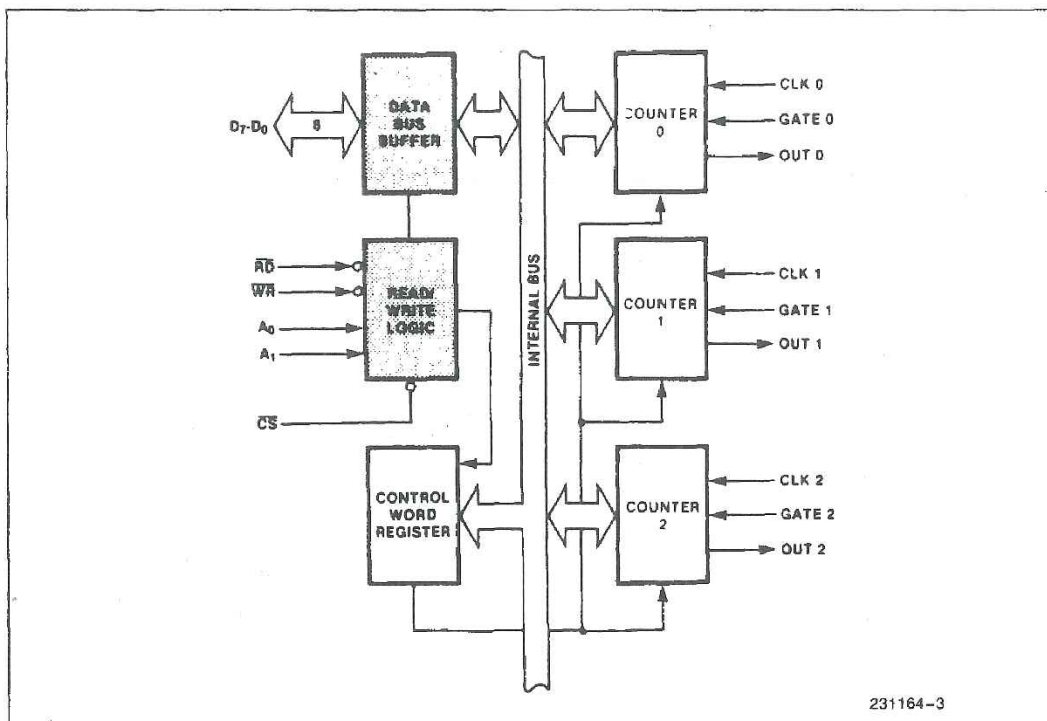 D7-D0
8
DATA
BUS
BUFFER
COUNTER
0
CLK 0
GATE 0
OUT 0
RD
WR
A0
A1
CS
READ/
WRITE
LOGIC
INTERNAL BUS
COUNTER
1
CLK 1
GATE 1
OUT 1
CONTROL
WORD
REGISTER
COUNTER
2
CLK 2
GATE 2
OUT 2
231164-3